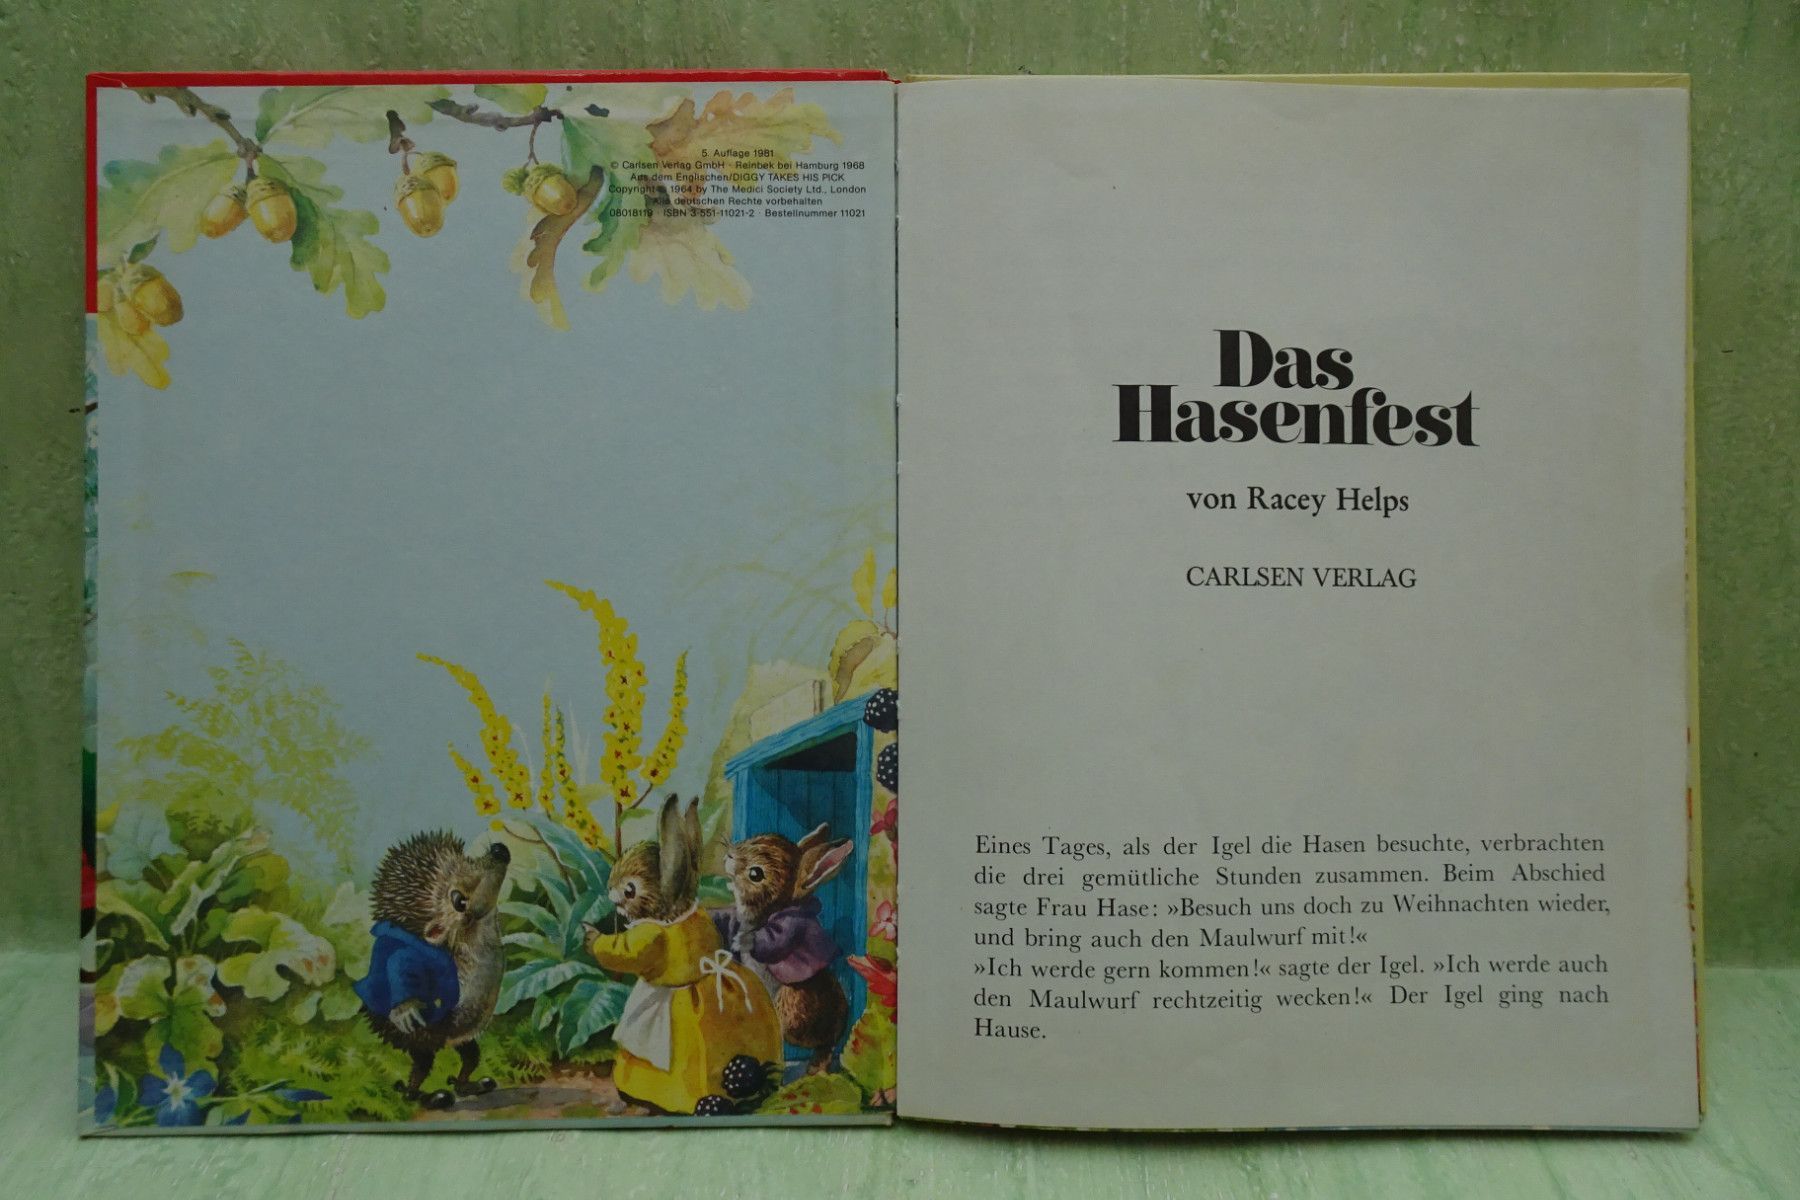 5. Auflage 1981
© Carlsen Verlag GmbH · Reinbek bei Hamburg 1968
Aus dem Englischen/DIGGY TAKES HIS PICK
Copyright © 1964 by The Medici Society Ltd., London
Alle deutschen Rechte vorbehalten
08018119 · ISBN 3-551-11021-2 · Bestellnummer 11021
Das
Hasenfest
von Racey Helps
CARLSEN VERLAG
Eines Tages, als der Igel die Hasen besuchte, verbrachten
die drei gemütliche Stunden zusammen. Beim Abschied
sagte Frau Hase: »Besuch uns doch zu Weihnachten wieder,
und bring auch den Maulwurf mit!«
»Ich werde gern kommen!« sagte der Igel. »Ich werde auch
den Maulwurf rechtzeitig wecken!« Der Igel ging nach
Hause.